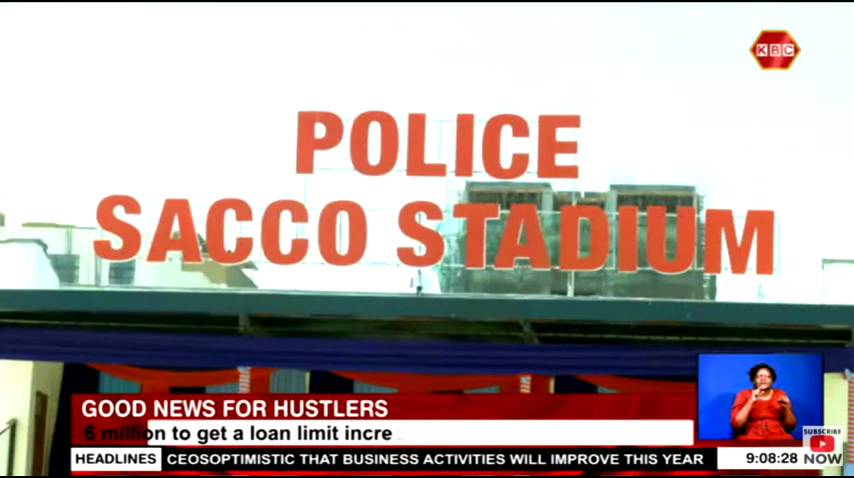 KBC
POLICE
SACCO STADIUM
GOOD NEWS FOR HUSTLERS
6 million to get a loan limit incre
HEADLINES
CEOSOPTIMISTIC THAT BUSINESS ACTIVITIES WILL IMPROVE THIS YEAR
9:08:28
SUBSCRIBE
NOW